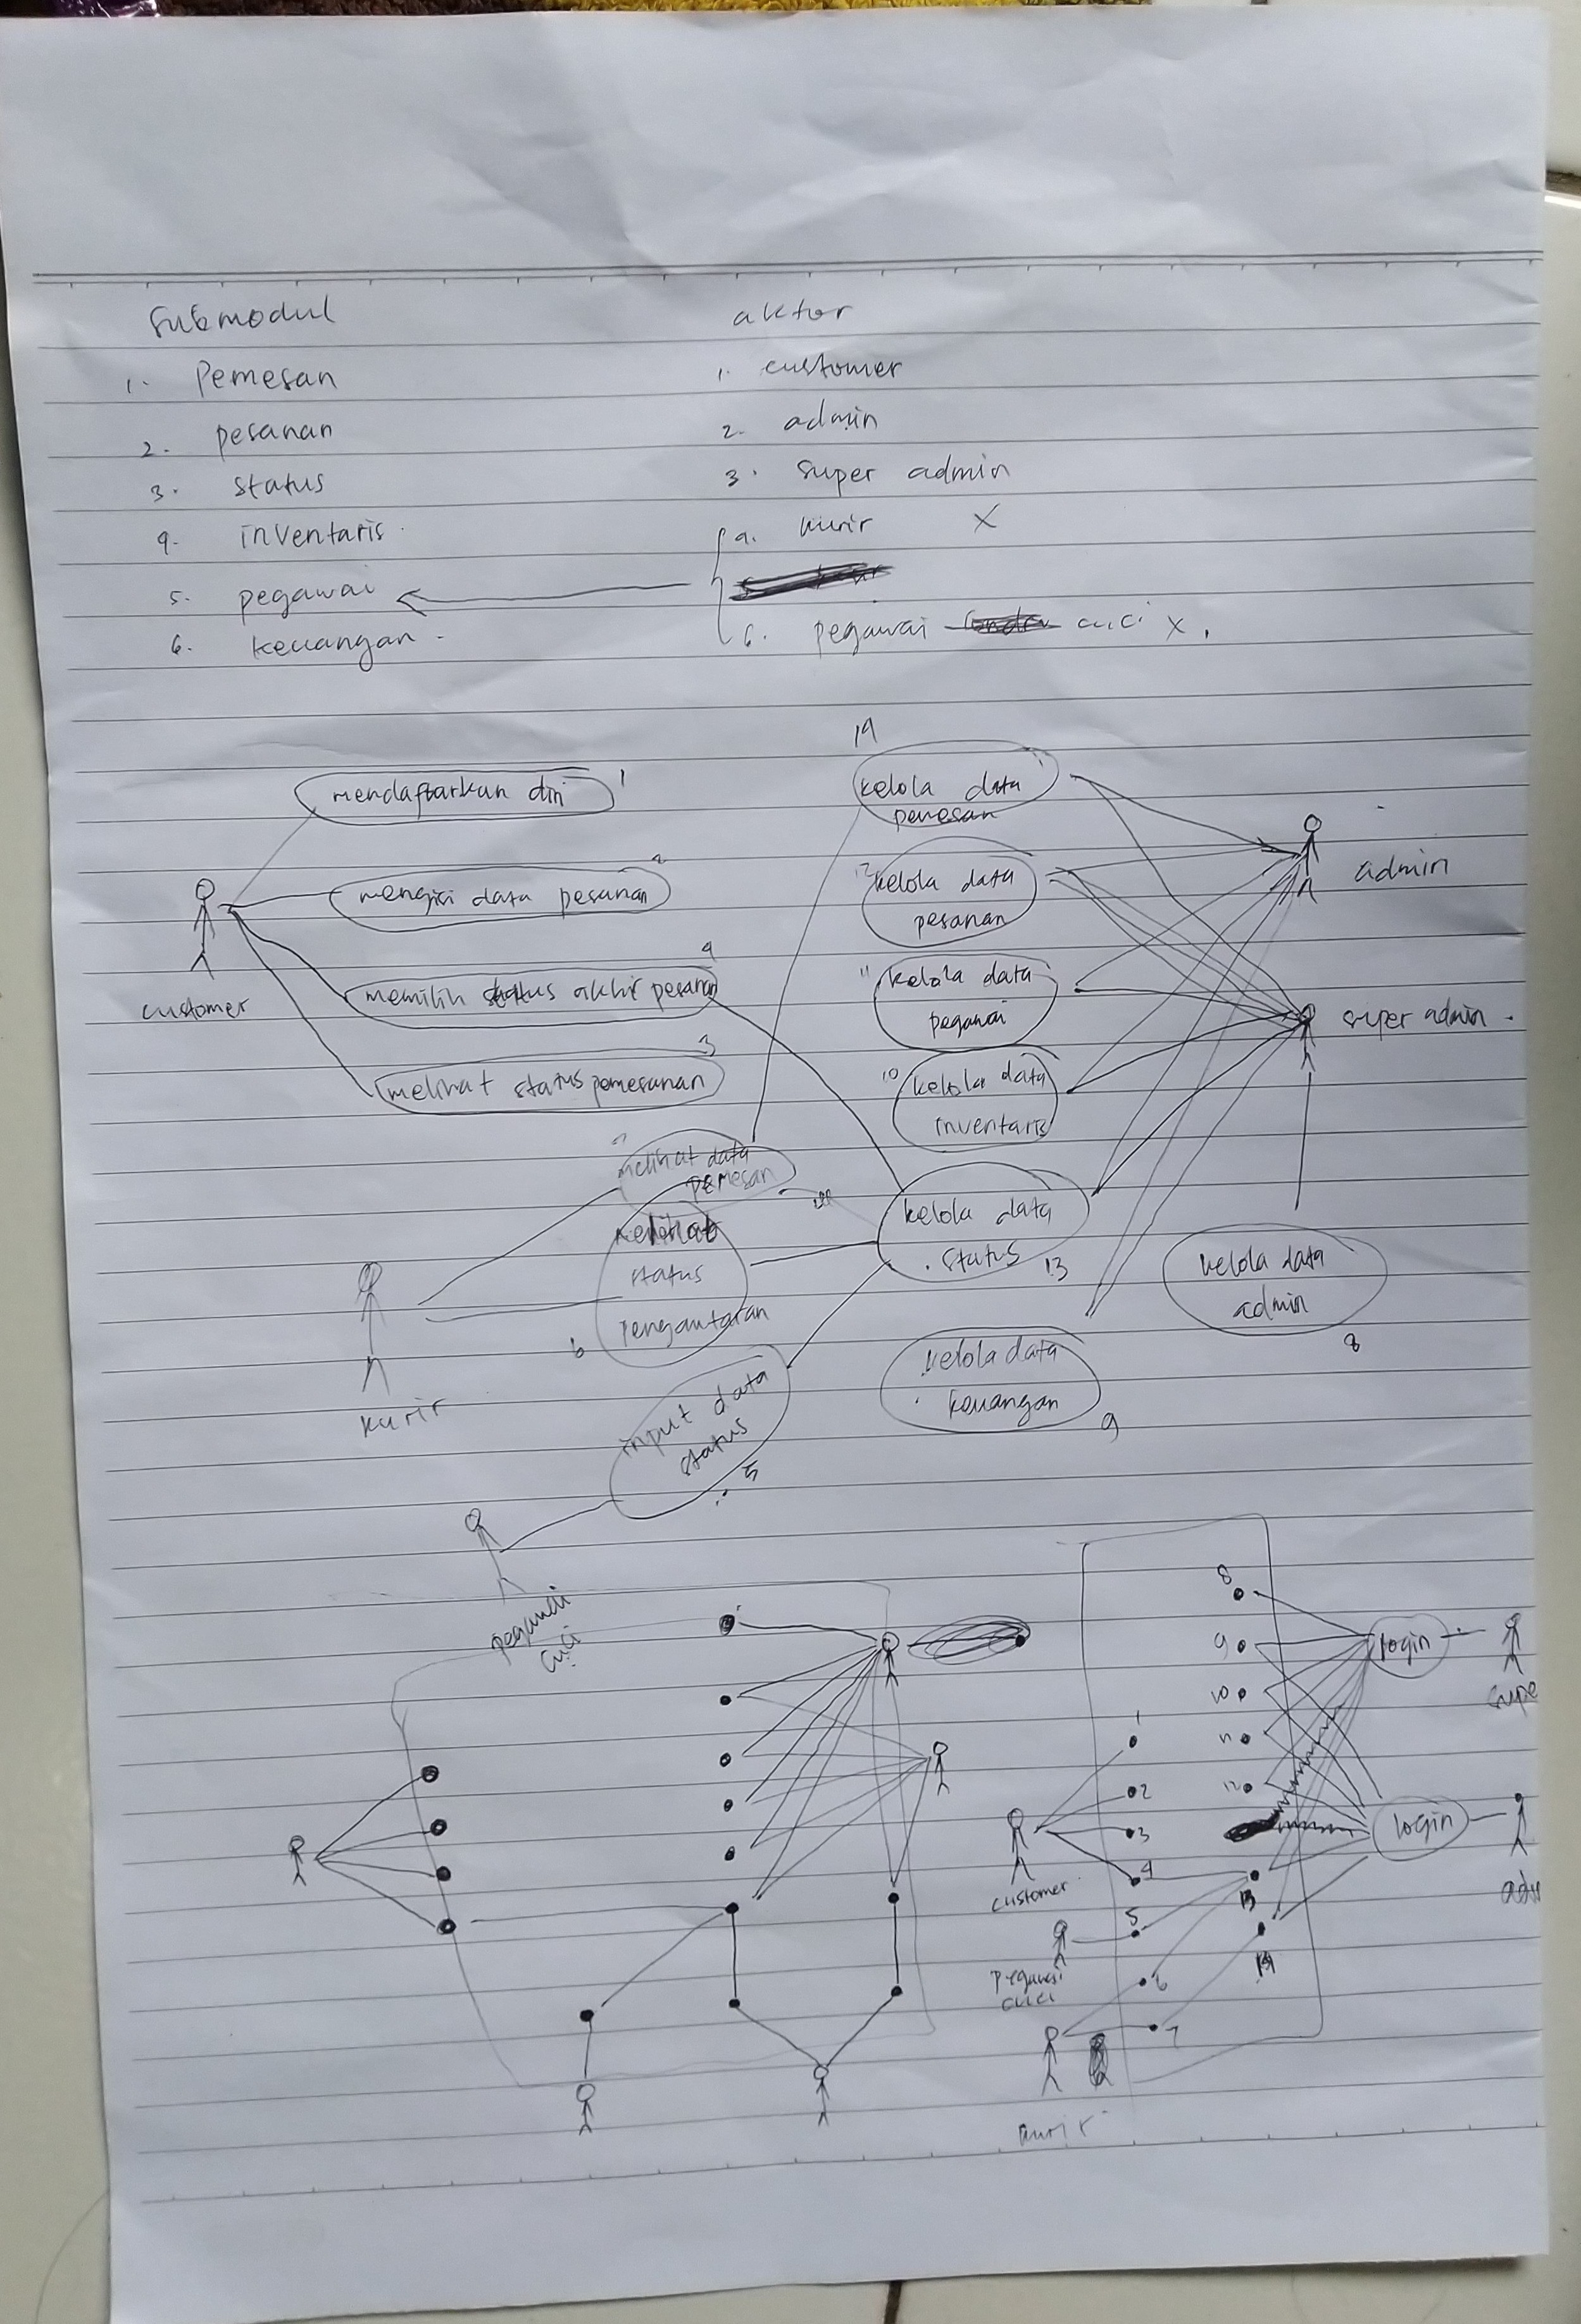 submodul
aktor
1. Pemesan
1. customer
2. pesanan
2. admin
3. status
3. super admin
4. inventaris
4. kurir X
5. pegawai
6. keuangan
6. pegawai cuci X
14
mendaftarkan diri 1
kelola data
pemesan
mengisi data pesanan 2
12 kelola data
pesanan
admin
memilih status akhir pesanan 4
11 kelola data
pegawai
customer
super admin
melihat status pemesanan 3
10 kelola data
inventaris
7 melihat data
pemesan
melihat
status
pengantaran
6
kelola data
status 13
kelola data
admin
8
kurir
kelola data
keuangan
9
input data
status
5
pegawai
cuci
8
9
login
10
supe
1
11
2
12
3
login
customer
4
13
5
pegawai
cuci
14
6
7
kurir